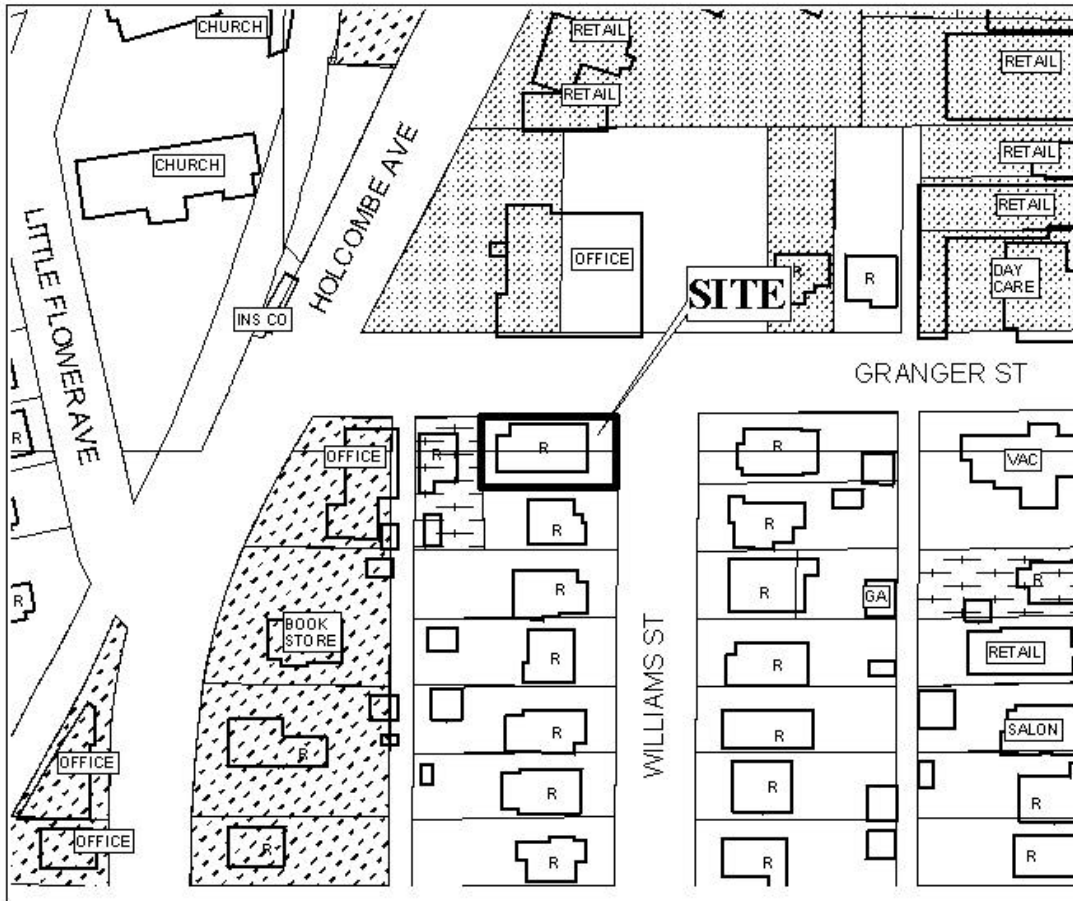 CHURCH
RETAIL
RETAIL
RETAIL
CHURCH
RETAIL
RETAIL
LITTLE FLOWER AVE
HOLCOMBE AVE
OFFICE
R
R
DAY
CARE
SITE
INS CO
GRANGER ST
R
OFFICE
R
R
R
VAC
R
R
R
R
R
GA
R
BOOK
STORE
WILLIAMS ST
R
R
RETAIL
OFFICE
R
R
R
SALON
OFFICE
R
R
R
R
R
R
R